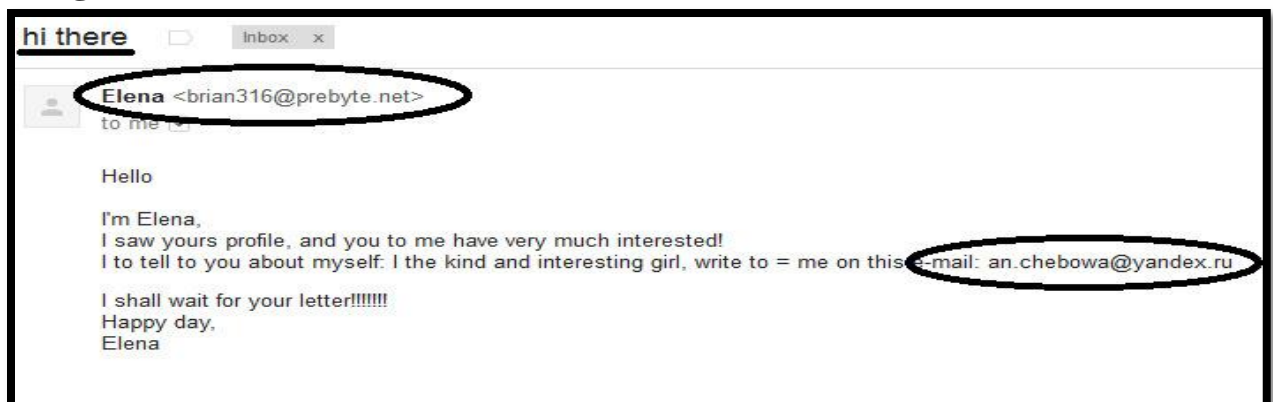 hi there Inbox x
Elena <brian316@prebyte.net>
to me
Hello
I'm Elena,
I saw yours profile, and you to me have very much interested!
I to tell to you about myself: I the kind and interesting girl, write to = me on this e-mail: an.chebowa@yandex.ru
I shall wait for your letter!!!!!!!
Happy day,
Elena